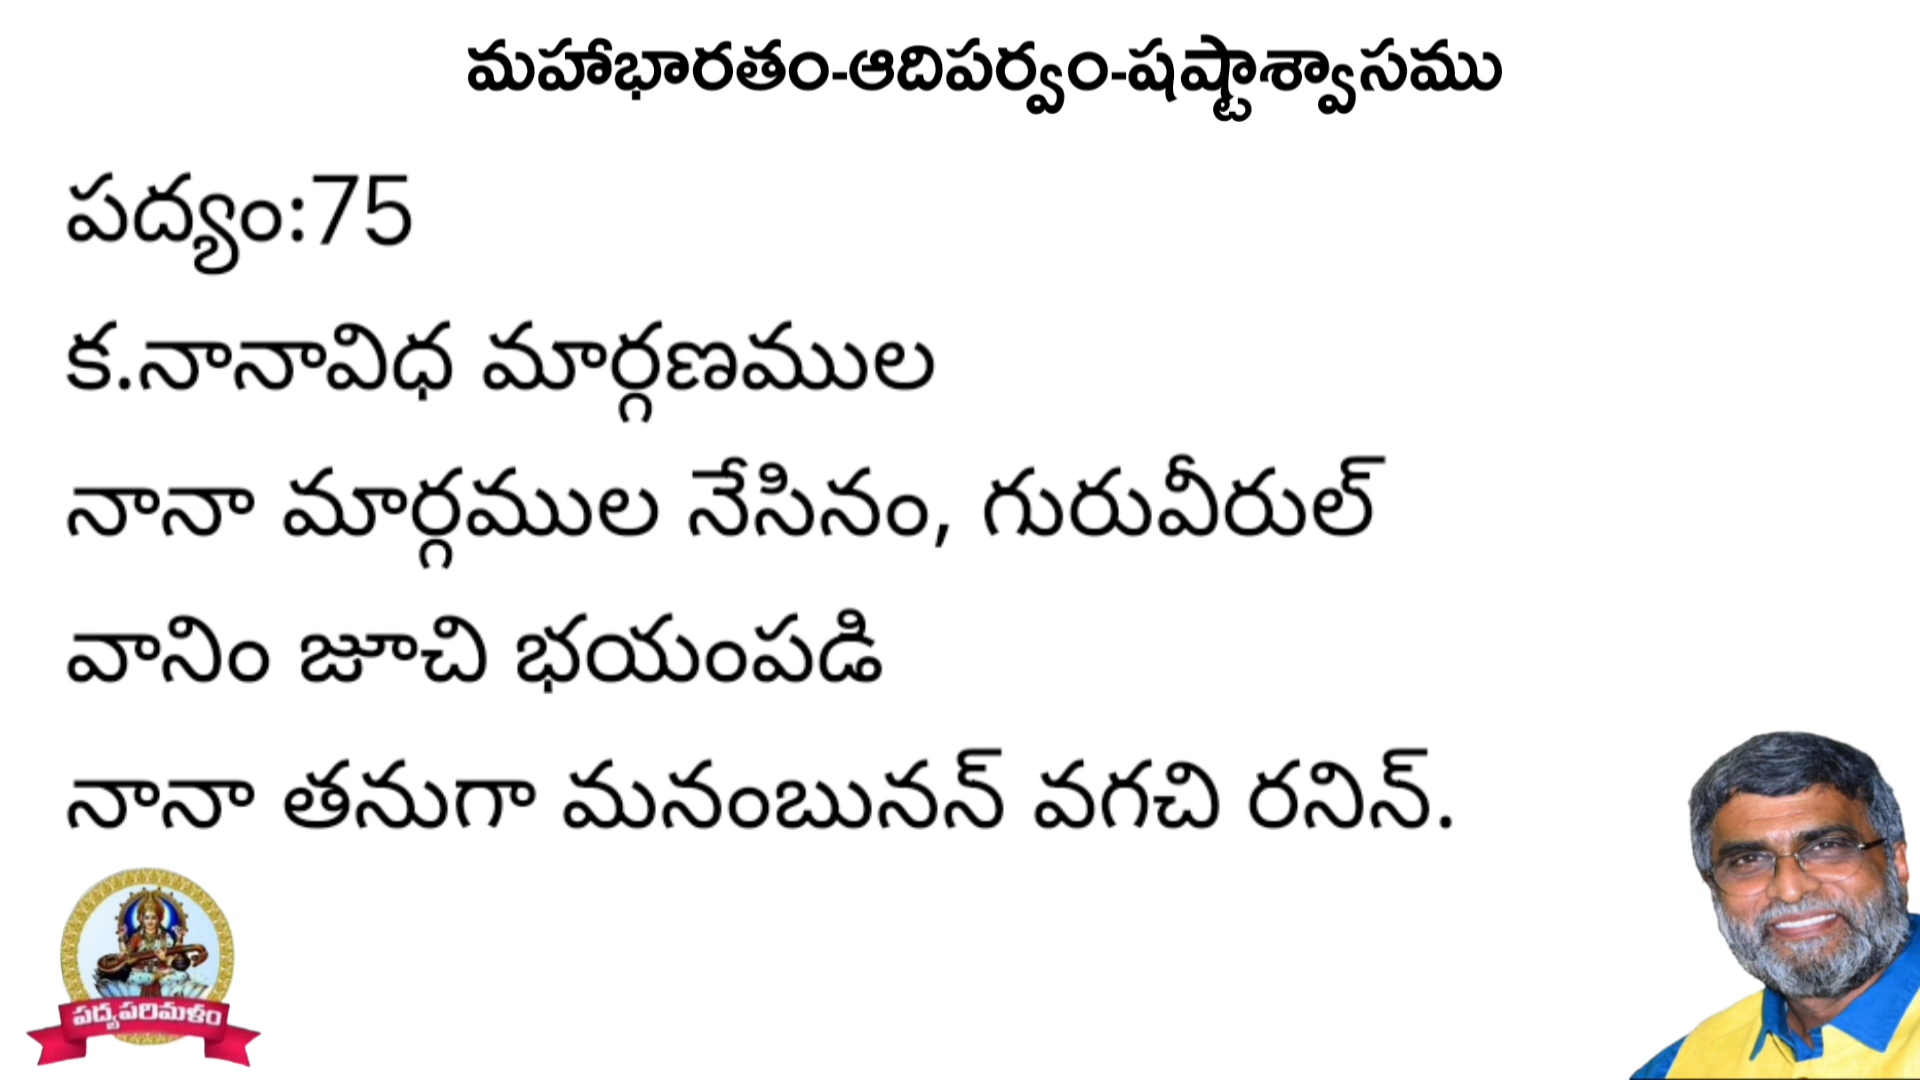 మహాభారతం-ఆదిపర్వం-షష్టాశ్వాసము
పద్యం:75
క.నానావిధ మార్గణముల
నానా మార్గముల నేసినం, గురువీరుల్
వానిం జూచి భయంపడి
నానా తనుగా మనంబునన్ వగచి రనిన్.
పద్యపరిమళం